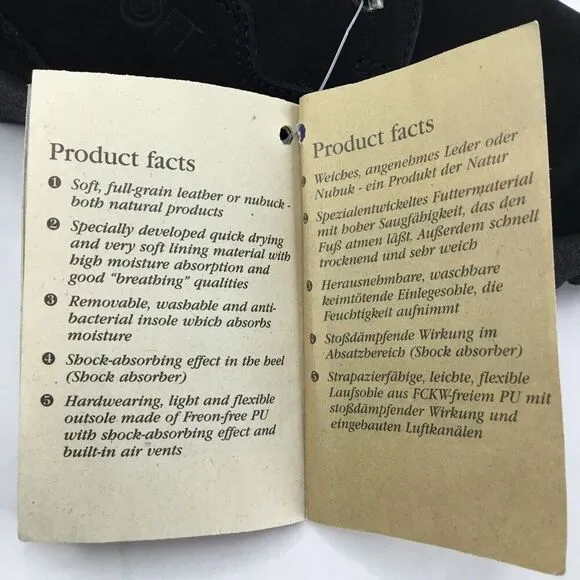 Product facts
❶ Soft, full-grain leather or nubuck -
both natural products
❷ Specially developed quick drying
and very soft lining material with
high moisture absorption and
good "breathing" qualities
❸ Removable, washable and anti-
bacterial insole which absorbs
moisture
❹ Shock-absorbing effect in the heel
(Shock absorber)
❺ Hardwearing, light and flexible
outsole made of Freon-free PU
with shock-absorbing effect and
built-in air vents
Product facts
Weiches, angenehmes Leder oder
Nubuk - ein Produkt der Natur
Spezialentwickeltes Futtermaterial
mit hoher Saugfähigkeit, das den
Fuß atmen läßt. Außerdem schnell
trocknend und sehr weich
❸ Herausnehmbare, waschbare
keimtötende Einlegesohle, die
Feuchtigkeit aufnimmt
❹ Stoßdämpfende Wirkung im
Absatzbereich (Shock absorber)
❺ Strapazierfähige, leichte, flexible
Laufsohle aus FCKW-freiem PU mit
stoßdämpfender Wirkung und
eingebauten Luftkanälen